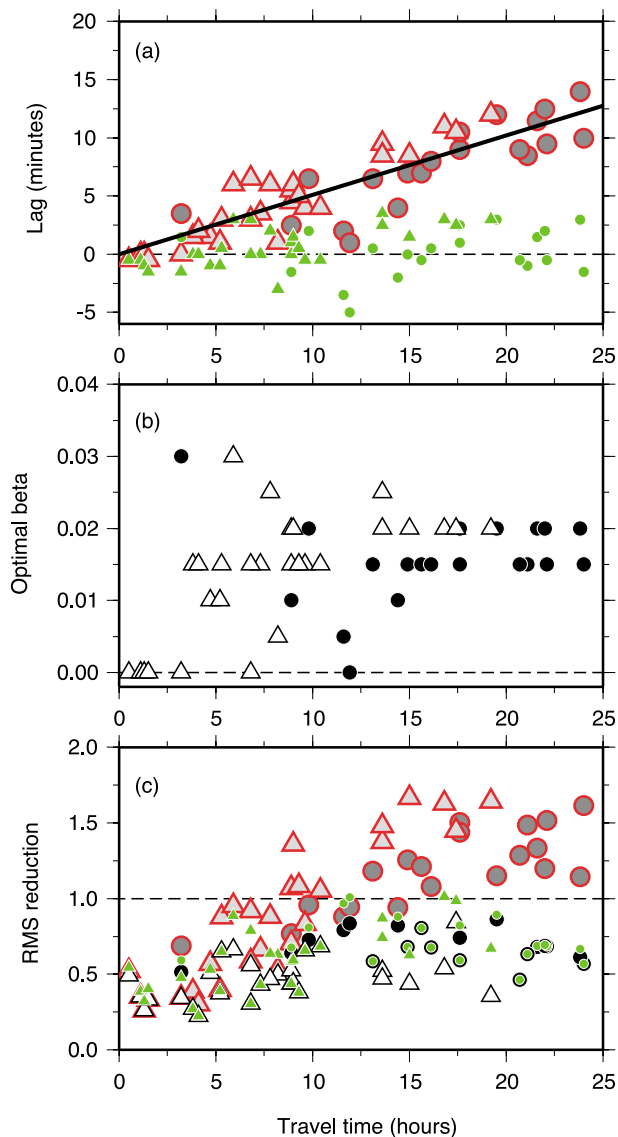 20
15
10
5
0
-5
Lag (minutes)
(a)
0 5 10 15 20 25
0.04
0.03
0.02
0.01
0.00
Optimal beta
(b)
0 5 10 15 20 25
2.0
1.5
1.0
0.5
0.0
RMS reduction
(c)
0 5 10 15 20 25
Travel time (hours)